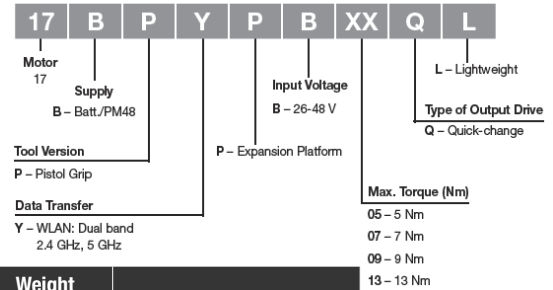 17 B P Y P B XX Q L
Motor
17
Supply
B – Batt./PM48
Tool Version
P – Pistol Grip
Data Transfer
Y – WLAN: Dual band
2.4 GHz, 5 GHz
P – Expansion Platform
Input Voltage
B – 26-48 V
L – Lightweight
Type of Output Drive
Q – Quick-change
Max. Torque (Nm)
05 – 5 Nm
07 – 7 Nm
09 – 9 Nm
13 – 13 Nm
Weight